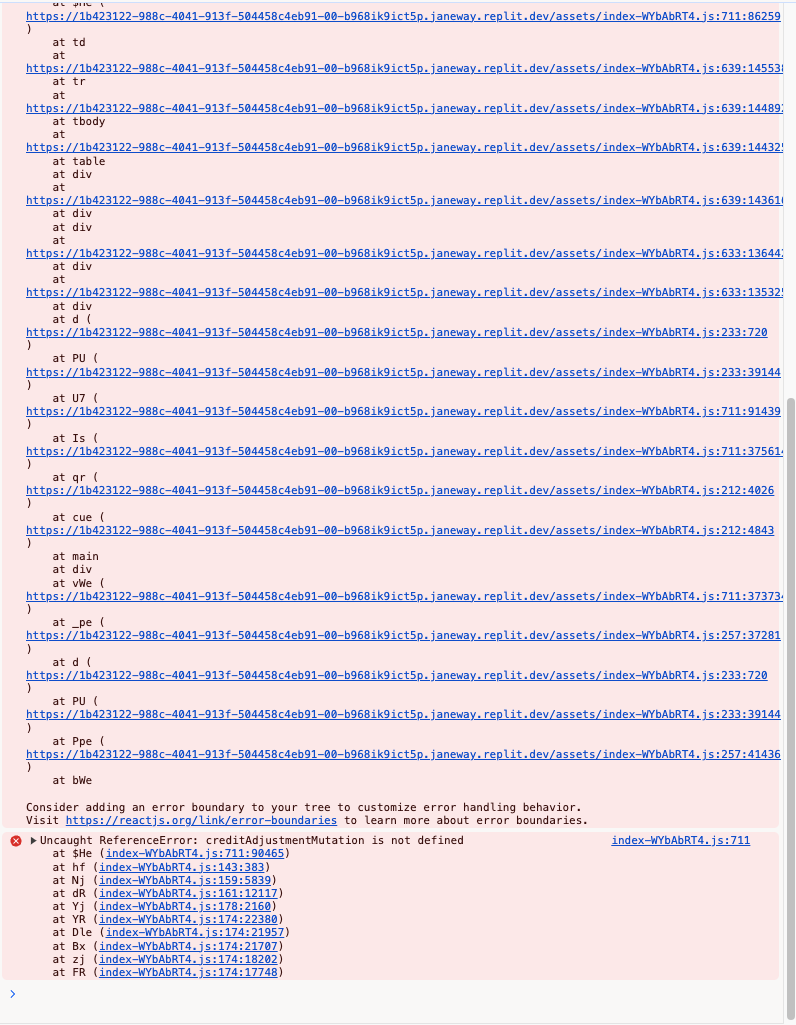 at $He (
https://1b423122-988c-4041-913f-504458c4eb91-00-b968ik9ict5p.janeway.replit.dev/assets/index-WYbAbRT4.js:711:86259
)
at td
at
https://1b423122-988c-4041-913f-504458c4eb91-00-b968ik9ict5p.janeway.replit.dev/assets/index-WYbAbRT4.js:639:14553
at tr
at
https://1b423122-988c-4041-913f-504458c4eb91-00-b968ik9ict5p.janeway.replit.dev/assets/index-WYbAbRT4.js:639:14489
at tbody
at
https://1b423122-988c-4041-913f-504458c4eb91-00-b968ik9ict5p.janeway.replit.dev/assets/index-WYbAbRT4.js:639:14432
at table
at div
at
https://1b423122-988c-4041-913f-504458c4eb91-00-b968ik9ict5p.janeway.replit.dev/assets/index-WYbAbRT4.js:639:14361
at div
at div
at
https://1b423122-988c-4041-913f-504458c4eb91-00-b968ik9ict5p.janeway.replit.dev/assets/index-WYbAbRT4.js:633:13644
at div
at
https://1b423122-988c-4041-913f-504458c4eb91-00-b968ik9ict5p.janeway.replit.dev/assets/index-WYbAbRT4.js:633:13532
at div
at d (
https://1b423122-988c-4041-913f-504458c4eb91-00-b968ik9ict5p.janeway.replit.dev/assets/index-WYbAbRT4.js:233:720
)
at PU (
https://1b423122-988c-4041-913f-504458c4eb91-00-b968ik9ict5p.janeway.replit.dev/assets/index-WYbAbRT4.js:233:39144
)
at U7 (
https://1b423122-988c-4041-913f-504458c4eb91-00-b968ik9ict5p.janeway.replit.dev/assets/index-WYbAbRT4.js:711:91439
)
at Is (
https://1b423122-988c-4041-913f-504458c4eb91-00-b968ik9ict5p.janeway.replit.dev/assets/index-WYbAbRT4.js:711:37561
)
at qr (
https://1b423122-988c-4041-913f-504458c4eb91-00-b968ik9ict5p.janeway.replit.dev/assets/index-WYbAbRT4.js:212:4026
)
at cue (
https://1b423122-988c-4041-913f-504458c4eb91-00-b968ik9ict5p.janeway.replit.dev/assets/index-WYbAbRT4.js:212:4843
)
at main
at div
at vWe (
https://1b423122-988c-4041-913f-504458c4eb91-00-b968ik9ict5p.janeway.replit.dev/assets/index-WYbAbRT4.js:711:37373
)
at _pe (
https://1b423122-988c-4041-913f-504458c4eb91-00-b968ik9ict5p.janeway.replit.dev/assets/index-WYbAbRT4.js:257:37281
)
at d (
https://1b423122-988c-4041-913f-504458c4eb91-00-b968ik9ict5p.janeway.replit.dev/assets/index-WYbAbRT4.js:233:720
)
at PU (
https://1b423122-988c-4041-913f-504458c4eb91-00-b968ik9ict5p.janeway.replit.dev/assets/index-WYbAbRT4.js:233:39144
)
at Ppe (
https://1b423122-988c-4041-913f-504458c4eb91-00-b968ik9ict5p.janeway.replit.dev/assets/index-WYbAbRT4.js:257:41436
)
at bWe
Consider adding an error boundary to your tree to customize error handling behavior.
Visit https://reactjs.org/link/error-boundaries to learn more about error boundaries.
Uncaught ReferenceError: creditAdjustmentMutation is not defined index-WYbAbRT4.js:711
at $He (index-WYbAbRT4.js:711:90465)
at hf (index-WYbAbRT4.js:143:383)
at Nj (index-WYbAbRT4.js:159:5839)
at dR (index-WYbAbRT4.js:161:12117)
at Yj (index-WYbAbRT4.js:178:2160)
at YR (index-WYbAbRT4.js:174:22380)
at Dle (index-WYbAbRT4.js:174:21957)
at Bx (index-WYbAbRT4.js:174:21707)
at zj (index-WYbAbRT4.js:174:18202)
at FR (index-WYbAbRT4.js:174:17748)